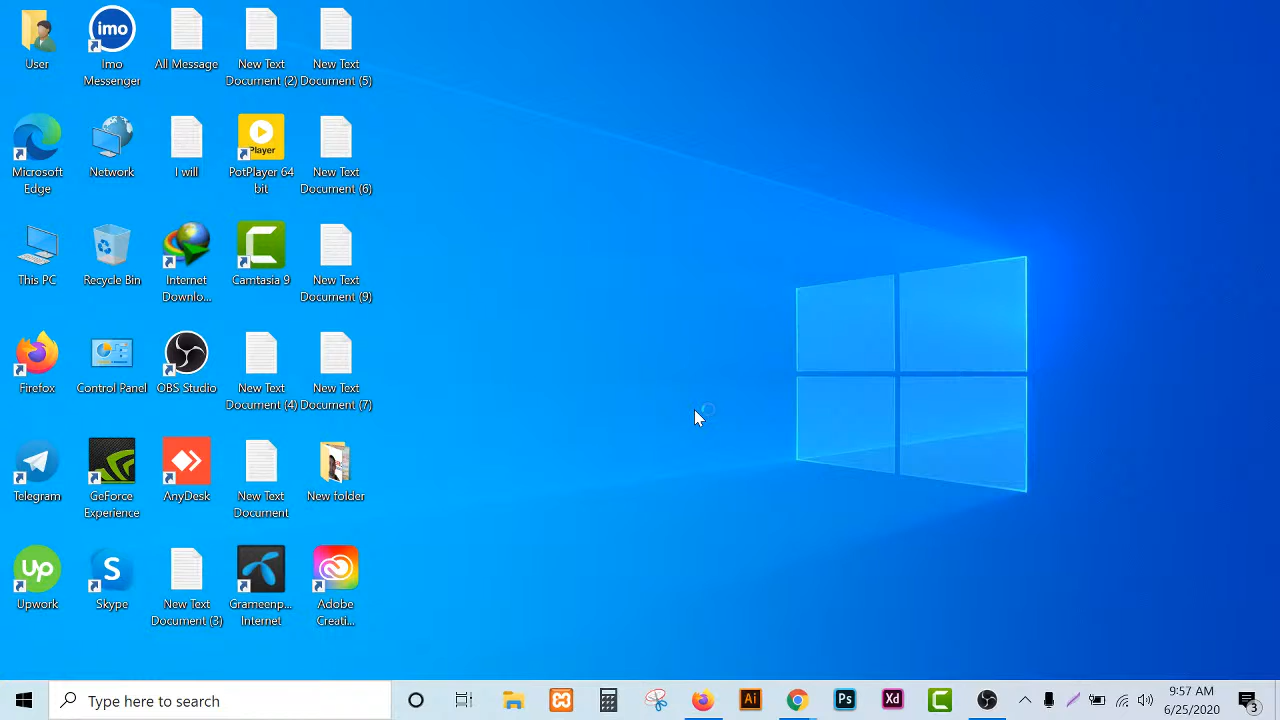 User
imo
Imo
Messenger
All Message
New Text
Document (2)
New Text
Document (5)
Microsoft
Edge
Network
I will
Player
PotPlayer 64
bit
New Text
Document (6)
This PC
Recycle Bin
Internet
Downlo...
Camtasia 9
New Text
Document (9)
Firefox
Control Panel
OBS Studio
New Text
Document (4)
New Text
Document (7)
Telegram
GeForce
Experience
AnyDesk
New Text
Document
New folder
up
Upwork
S
Skype
New Text
Document (3)
Grameenp...
Internet
Adobe
Creati...
Type here to search
Ai
Ps
Xd
9:57 AM
6/25/2020
3